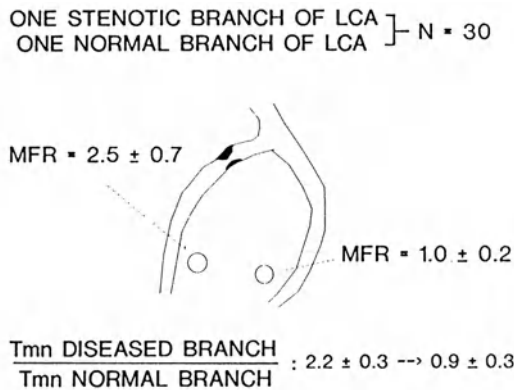 ONE STENOTIC BRANCH OF LCA
ONE NORMAL BRANCH OF LCA
N = 30
MFR = 2.5 ± 0.7
MFR = 1.0 ± 0.2
Tmn DISEASED BRANCH
Tmn NORMAL BRANCH
: 2.2 ± 0.3 --> 0.9 ± 0.3